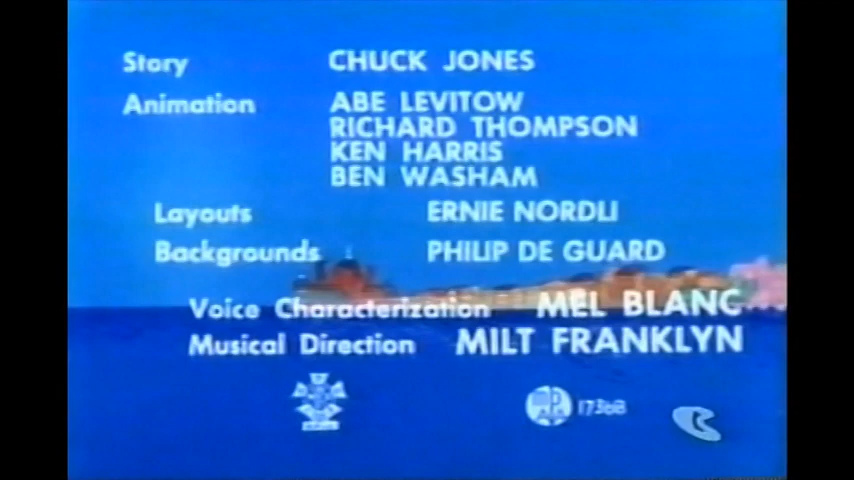 Story CHUCK JONES
Animation ABE LEVITOW
RICHARD THOMPSON
KEN HARRIS
BEN WASHAM
Layouts ERNIE NORDLI
Backgrounds PHILIP DE GUARD
Voice Characterization MEL BLANC
Musical Direction MILT FRANKLYN